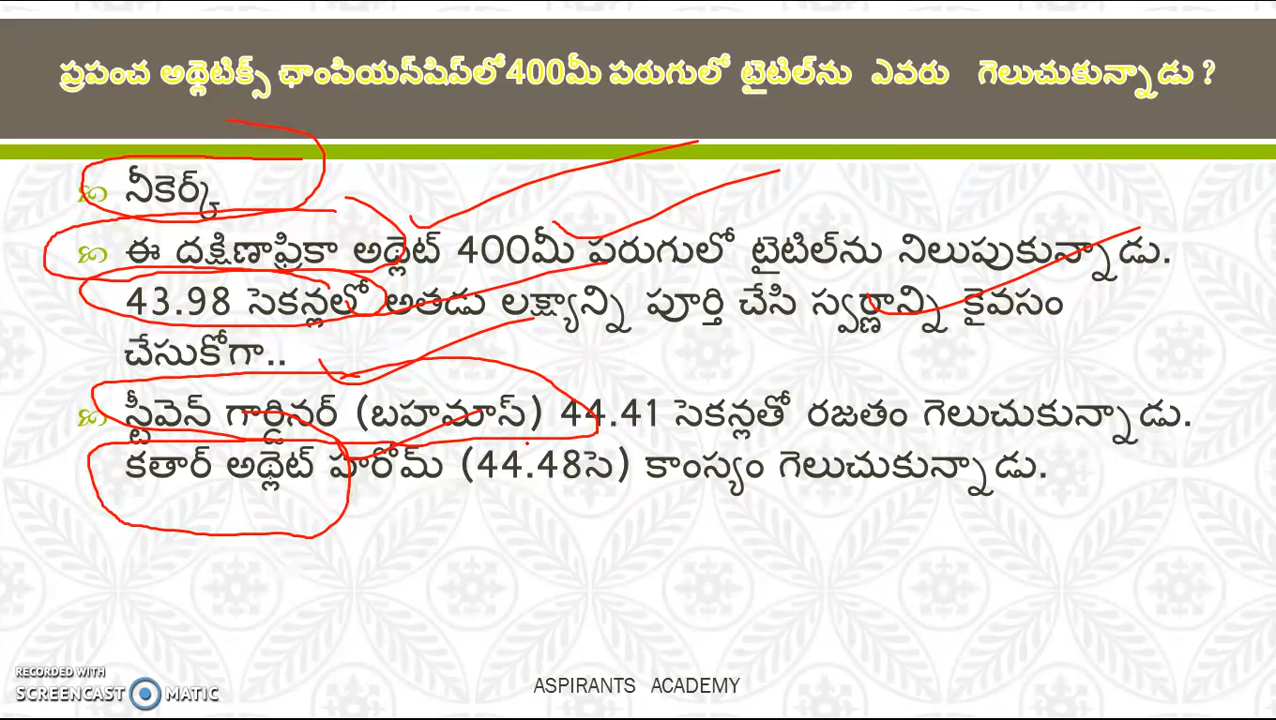 ప్రపంచ అథ్లెటిక్స్ ఛాంపియన్‌షిప్‌లో400మీ పరుగులో టైటిల్‌ను ఎవరు గెలుచుకున్నాడు ?
నీకెర్క్
ఈ దక్షిణాఫ్రికా అథ్లెట్ 400మీ పరుగులో టైటిల్‌ను నిలుపుకున్నాడు.
43.98 సెకన్లలో అతడు లక్ష్యాన్ని పూర్తి చేసి స్వర్ణాన్ని కైవసం
చేసుకోగా..
స్టీవెన్ గార్డినర్ (బహమాస్) 44.41 సెకన్లతో రజతం గెలుచుకున్నాడు.
కతార్ అథ్లెట్ హరోమ్ (44.48సె) కాంస్యం గెలుచుకున్నాడు.
ASPIRANTS ACADEMY
RECORDED WITH
SCREENCAST MATIC